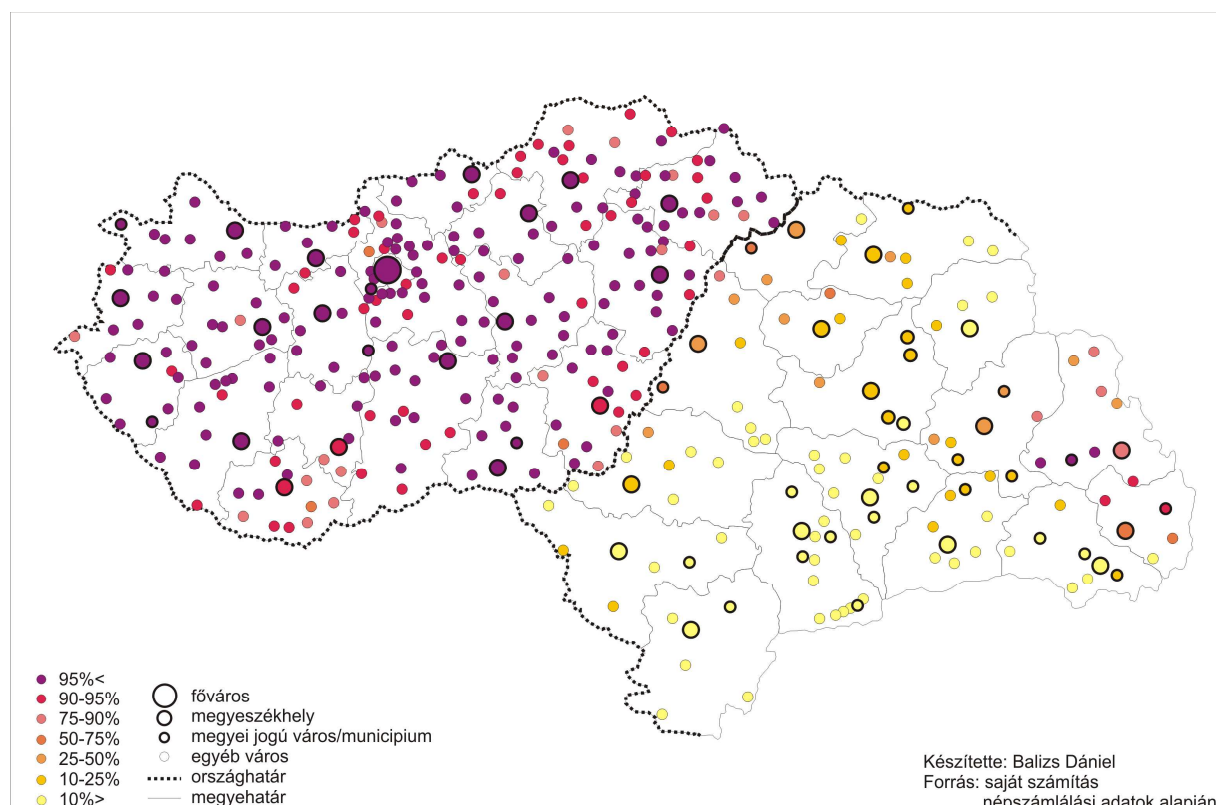 95%<
90-95%
75-90%
50-75%
25-50%
10-25%
10%>
főváros
megyeszékhely
megyei jogú város/municipium
egyéb város
országhatár
megyehatár
Készítette: Balizs Dániel
Forrás: saját számítás
népszámlálási adatok alapján